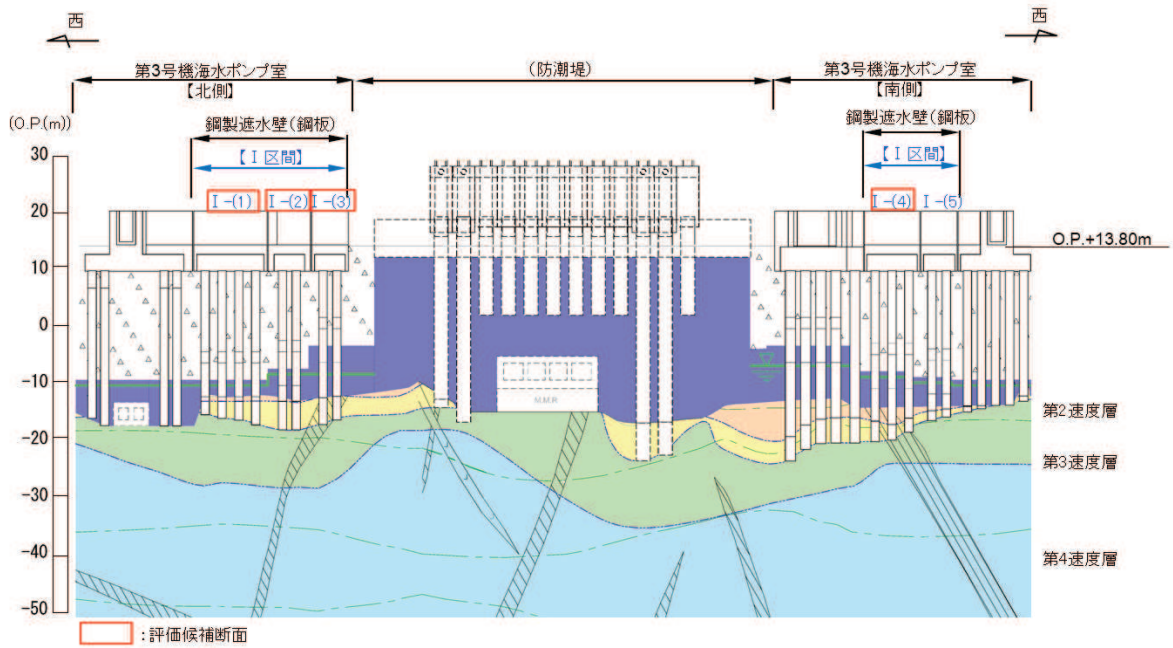 西
西
第3号機海水ポンプ室
【北側】
(防潮堤)
第3号機海水ポンプ室
【南側】
(O.P.(m))
鋼製遮水壁(鋼板)
鋼製遮水壁(鋼板)
【Ⅰ区間】
【Ⅰ区間】
30
20
10
0
-10
-20
-30
-40
-50
Ⅰ-(1)
Ⅰ-(2)
Ⅰ-(3)
Ⅰ-(4)
Ⅰ-(5)
O.P.+13.80m
MMR
第2速度層
第3速度層
第4速度層
:評価候補断面